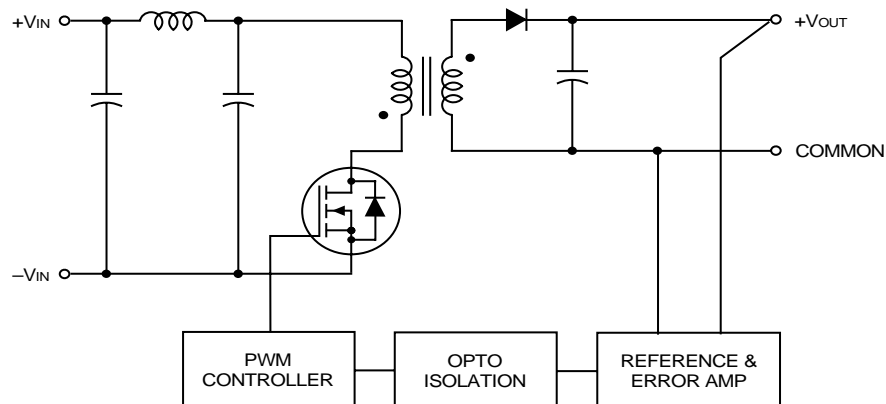 +VIN
+VOUT
COMMON
–VIN
PWM
CONTROLLER
OPTO
ISOLATION
REFERENCE &
ERROR AMP